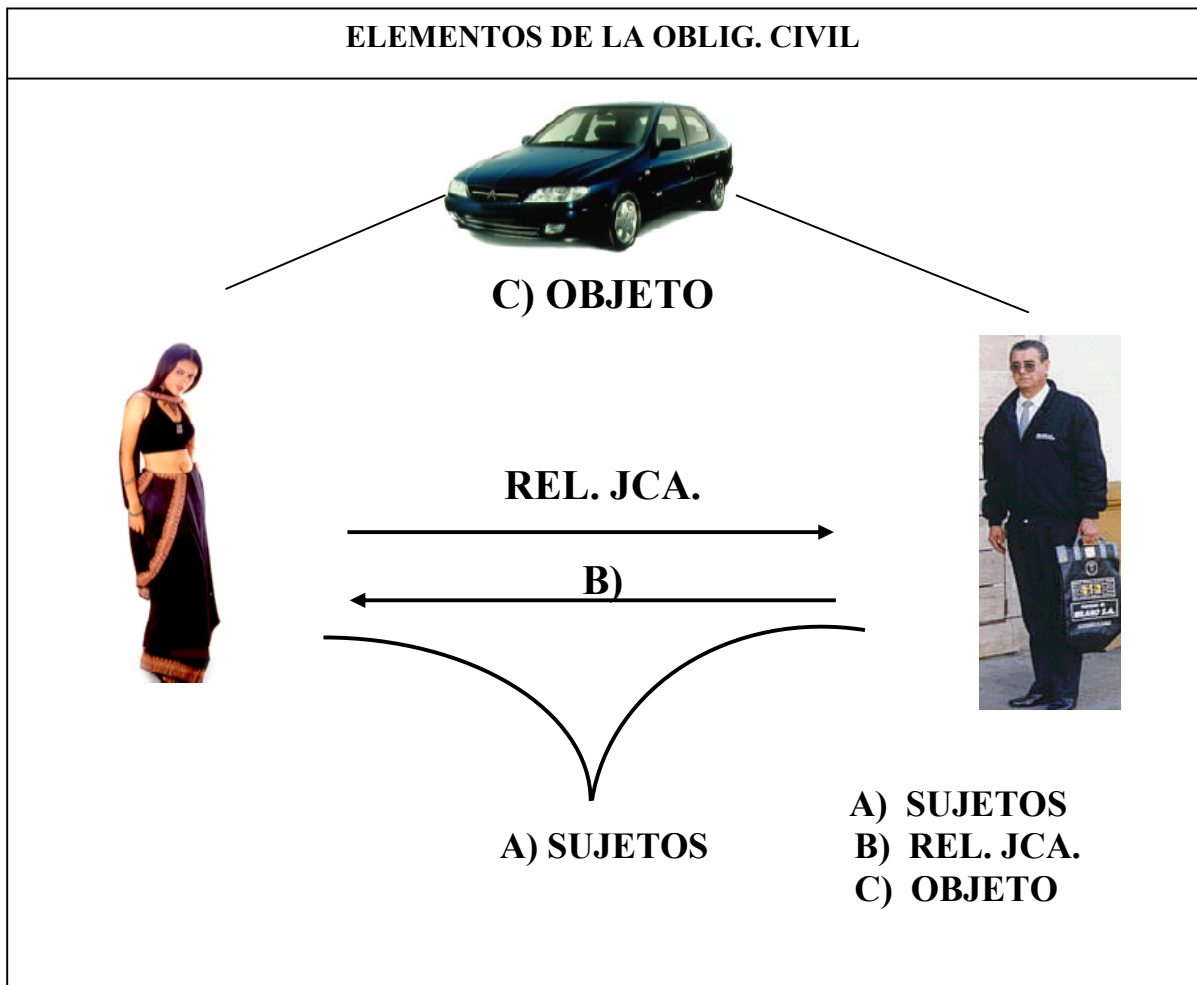 ELEMENTOS DE LA OBLIG. CIVIL
C) OBJETO
REL. JCA.
B)
A) SUJETOS
A) SUJETOS
B) REL. JCA.
C) OBJETO